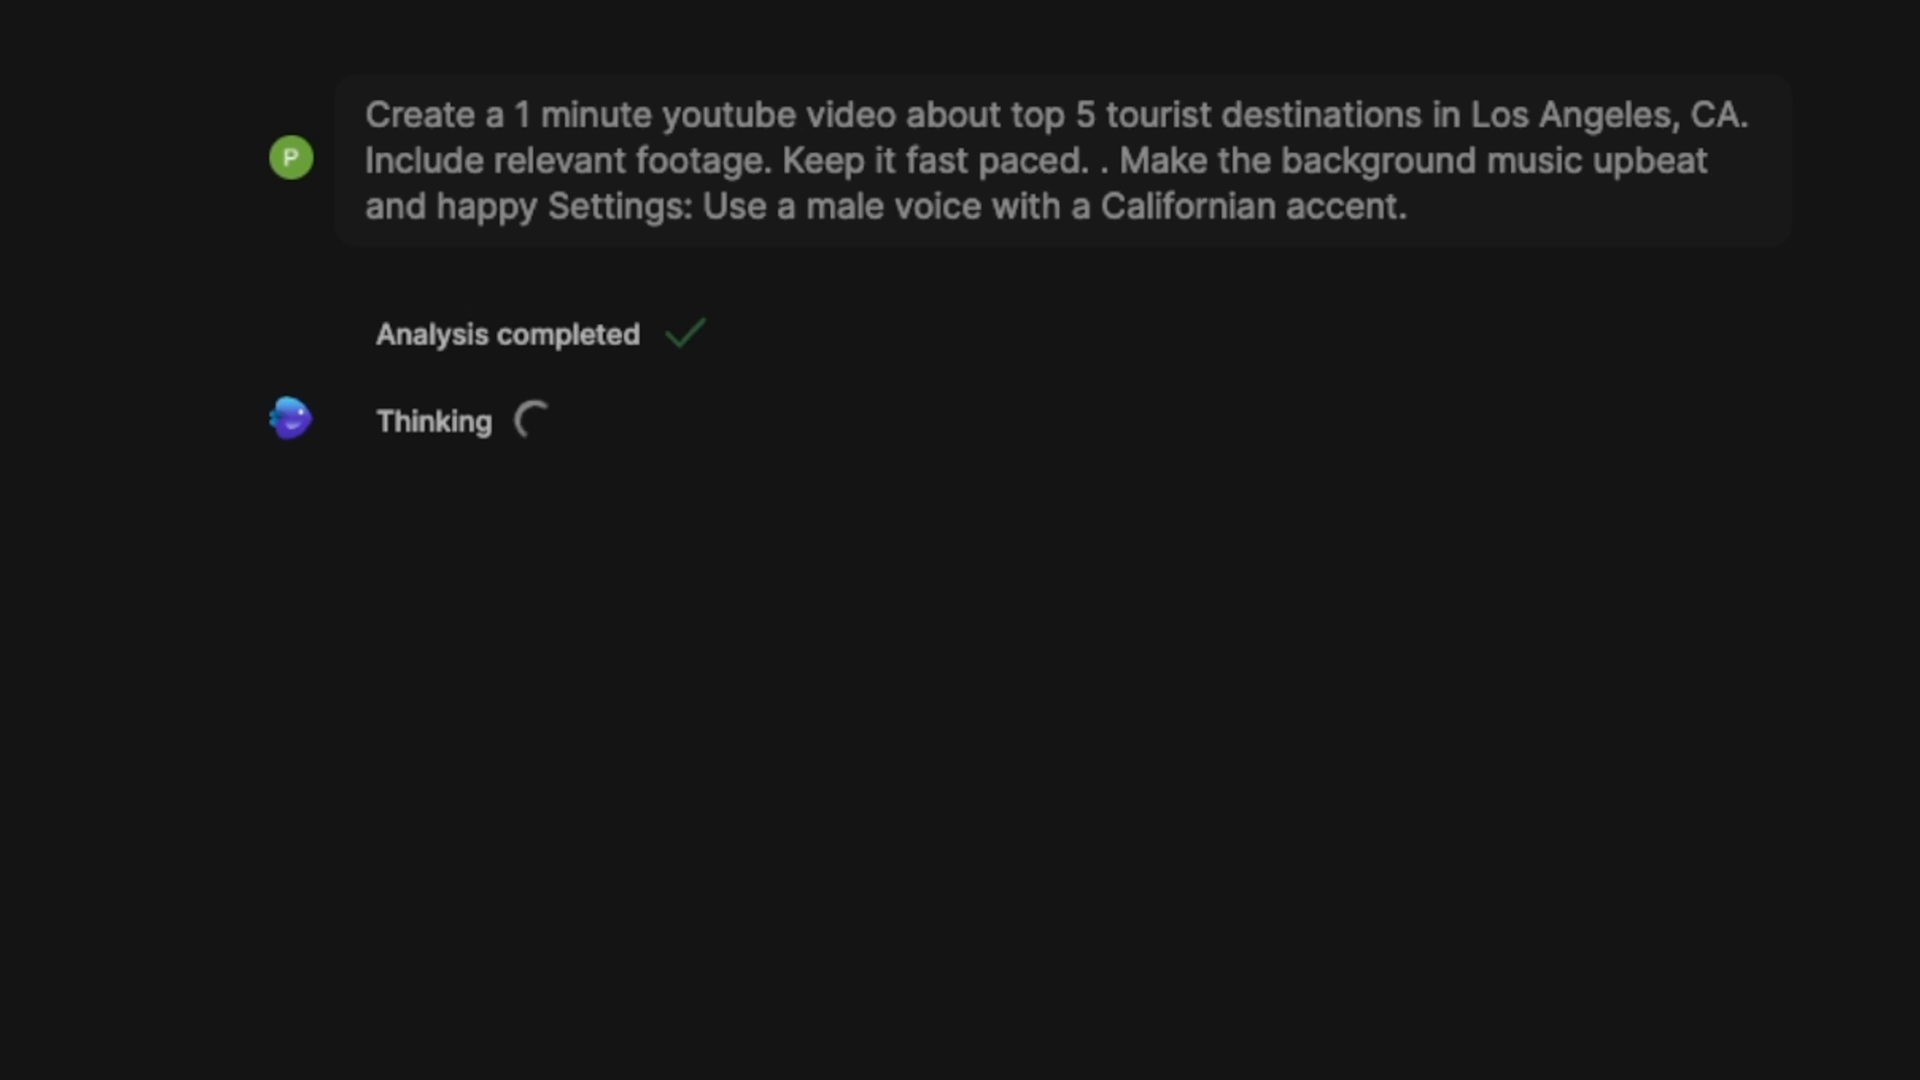 Create a 1 minute youtube video about top 5 tourist destinations in Los Angeles, CA.
P
Include relevant footage. Keep it fast paced. . Make the background music upbeat
and happy Settings: Use a male voice with a Californian accent.
Analysis completed
Thinking